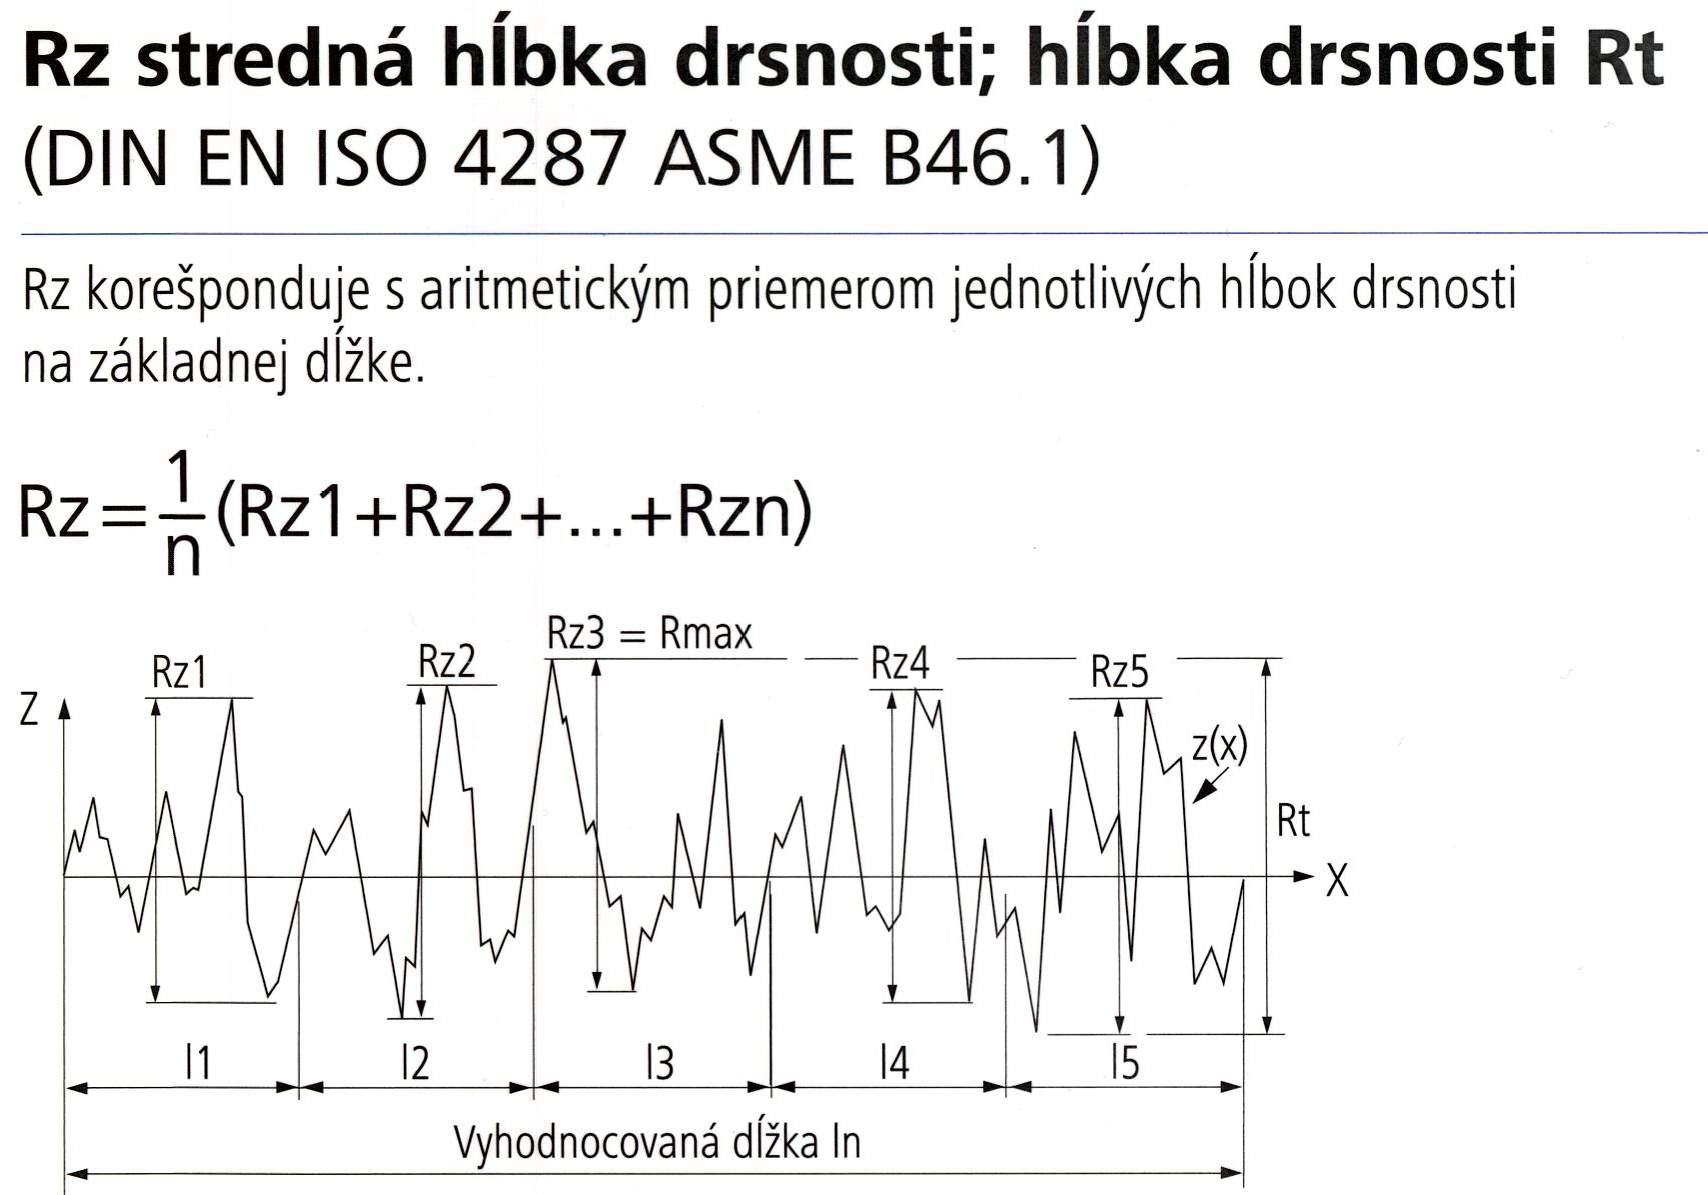 Rz stredná hĺbka drsnosti; hĺbka drsnosti Rt
(DIN EN ISO 4287 ASME B46.1)
Rz korešponduje s aritmetickým priemerom jednotlivých hĺbok drsnosti
na základnej dĺžke.
Rz=1/n(Rz1+Rz2+...+Rzn)
Rz3 = Rmax
Rz1
Rz2
Rz4
Rz5
Z
z(x)
Rt
X
l1
l2
l3
l4
l5
Vyhodnocovaná dĺžka ln